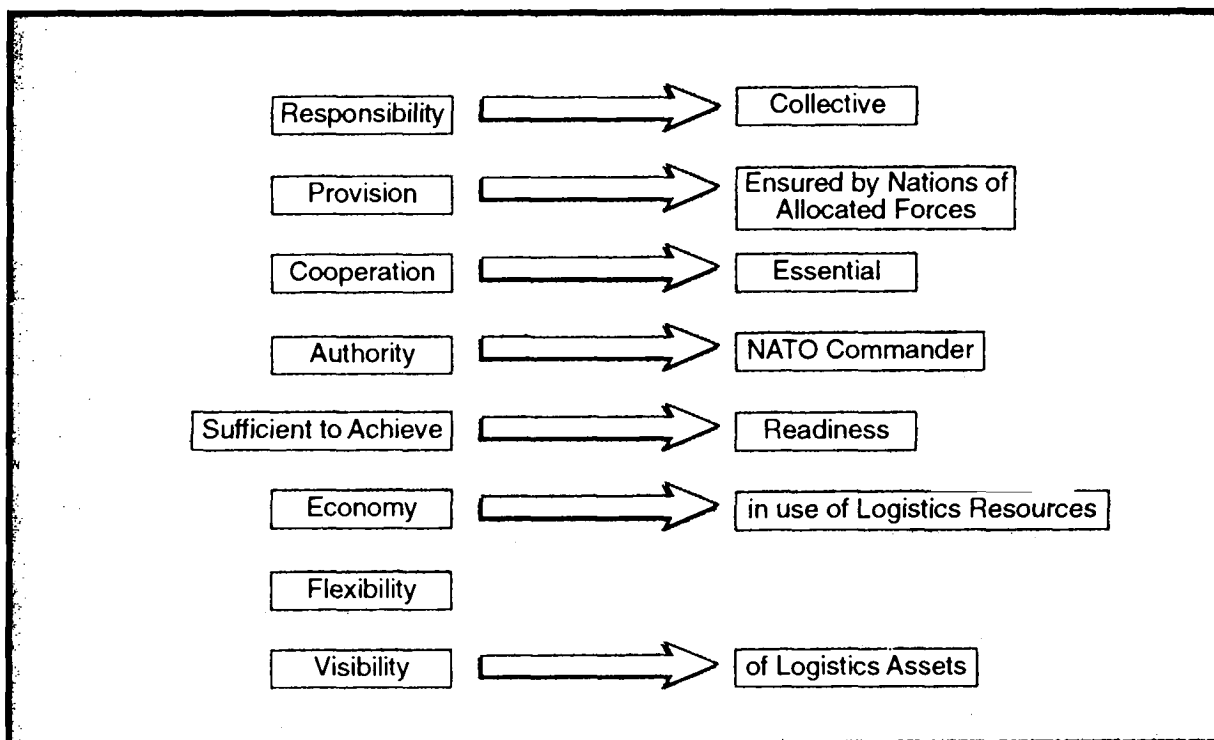 Responsibility
Collective
Provision
Ensured by Nations of
Allocated Forces
Cooperation
Essential
Authority
NATO Commander
Sufficient to Achieve
Readiness
Economy
in use of Logistics Resources
Flexibility
Visibility
of Logistics Assets